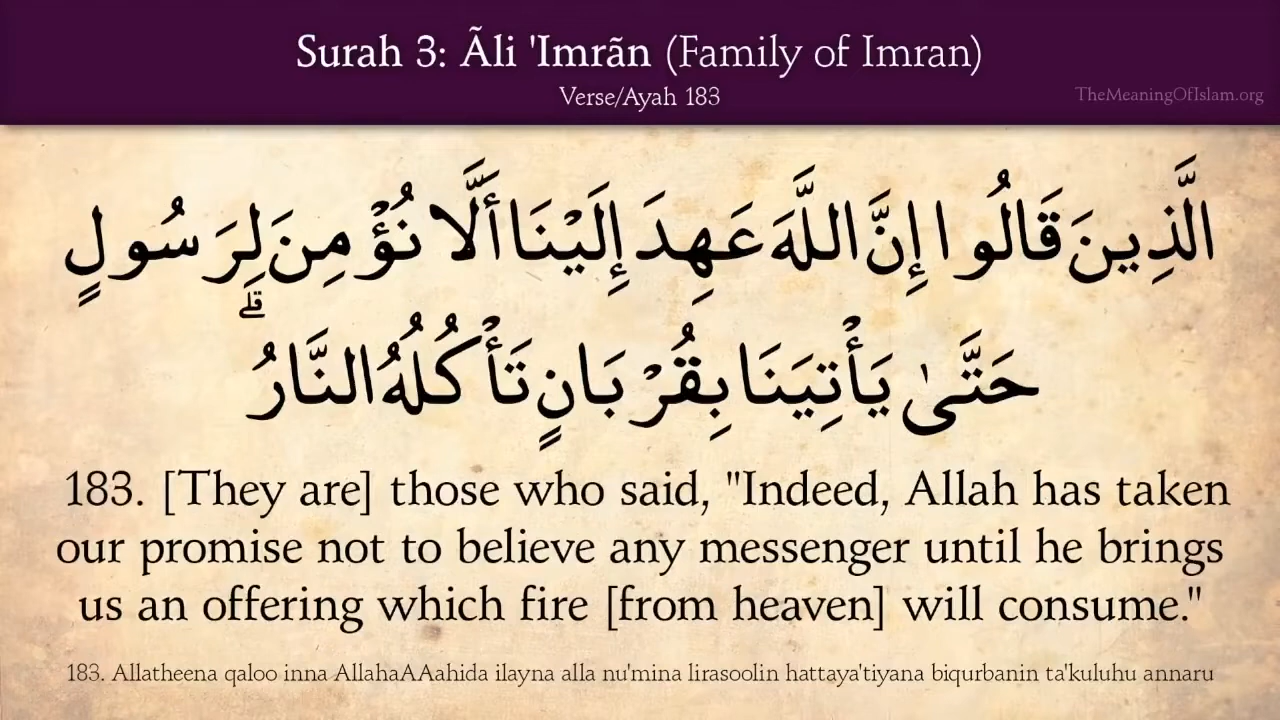 Surah 3: Ãli 'Imrãn (Family of Imran)
Verse/Ayah 183
TheMeaningOfIslam.org
الَّذِينَ قَالُوا إِنَّ اللَّهَ عَهِدَ إِلَيْنَا أَلَّا نُؤْمِنَ لِرَسُولٍ
حَتَّىٰ يَأْتِيَنَا بِقُرْبَانٍ تَأْكُلُهُ النَّارُ ۗ
183. [They are] those who said, "Indeed, Allah has taken
our promise not to believe any messenger until he brings
us an offering which fire [from heaven] will consume."
183. Allatheena qaloo inna AllahaAAahida ilayna alla nu'mina lirasoolin hattaya'tiyana biqurbanin ta'kuluhu annaru